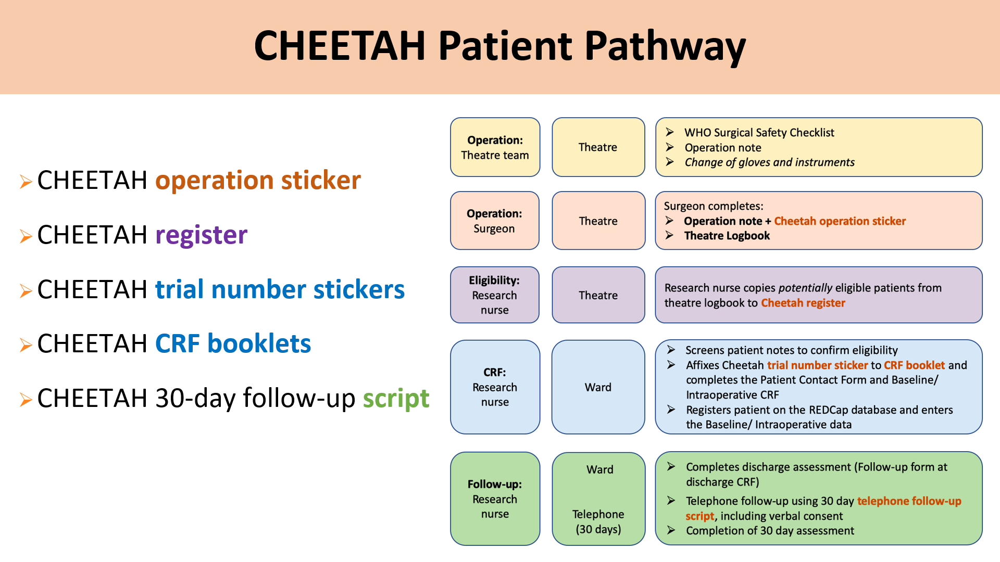 CHEETAH Patient Pathway
➢ CHEETAH operation sticker
➢ CHEETAH register
➢ CHEETAH trial number stickers
➢ CHEETAH CRF booklets
➢ CHEETAH 30-day follow-up script
Operation:
Theatre team
Theatre
➢ WHO Surgical Safety Checklist
➢ Operation note
➢ Change of gloves and instruments
Operation:
Surgeon
Theatre
Surgeon completes:
➢ Operation note + Cheetah operation sticker
➢ Theatre Logbook
Eligibility:
Research
nurse
Theatre
Research nurse copies potentially eligible patients from
theatre logbook to Cheetah register
CRF:
Research
nurse
Ward
➢ Screens patient notes to confirm eligibility
➢ Affixes Cheetah trial number sticker to CRF booklet and
completes the Patient Contact Form and Baseline/
Intraoperative CRF
➢ Registers patient on the REDCap database and enters
the Baseline/ Intraoperative data
Follow-up:
Research
nurse
Ward
Telephone
(30 days)
➢ Completes discharge assessment (Follow-up form at
discharge CRF)
➢ Telephone follow-up using 30 day telephone follow-up
script, including verbal consent
➢ Completion of 30 day assessment